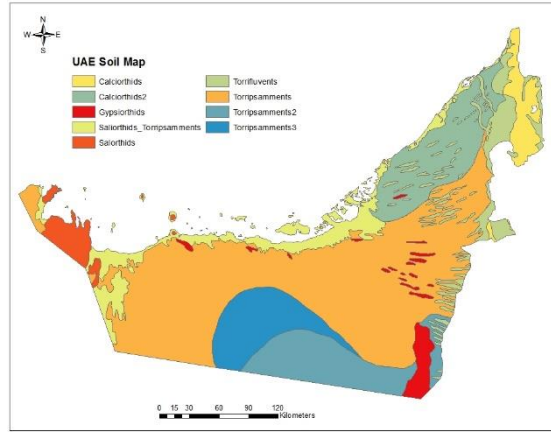 N
W E
S
UAE Soil Map
Calciorthids
Calciorthids2
Gypsiorthids
Saliorthids_Torripsamments
Salorthids
Torrifluvents
Torripsamments
Torripsamments2
Torripsamments3
0 15 30 60 90 120
Kilometers